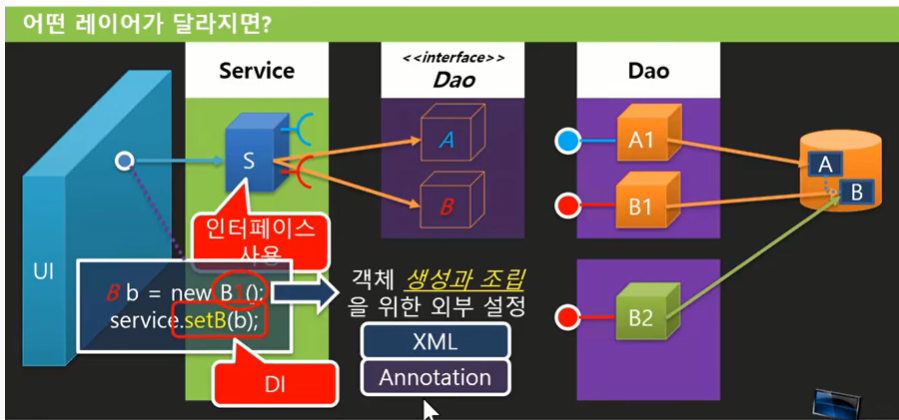 어떤 레이어가 달라지면?
Service
<<interface>>
Dao
Dao
S
A
B
A1
B1
B2
A
B
UI
인터페이스
사용
B b = new B1();
service.setB(b);
DI
객체 생성과 조립
을 위한 외부 설정
XML
Annotation